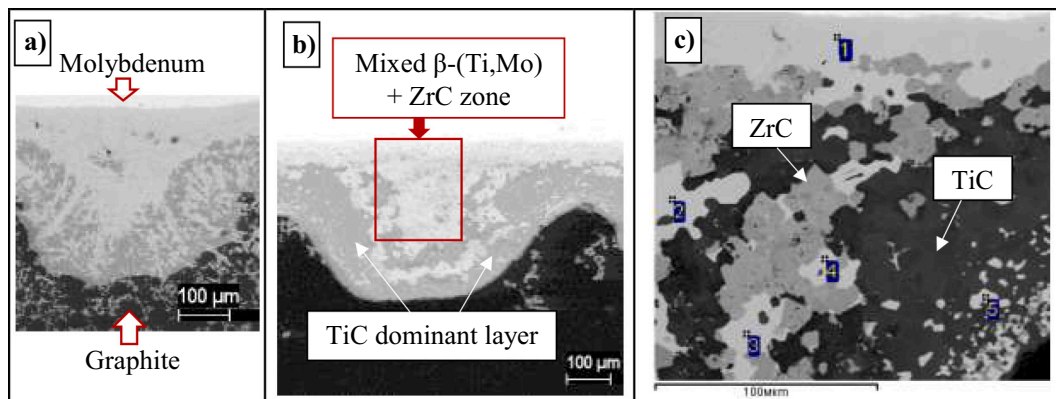 a)
Molybdenum
100 µm
Graphite
b)
Mixed β-(Ti,Mo)
+ ZrC zone
TiC dominant layer
100 µm
c)
1
ZrC
TiC
2
4
5
3
100мкm